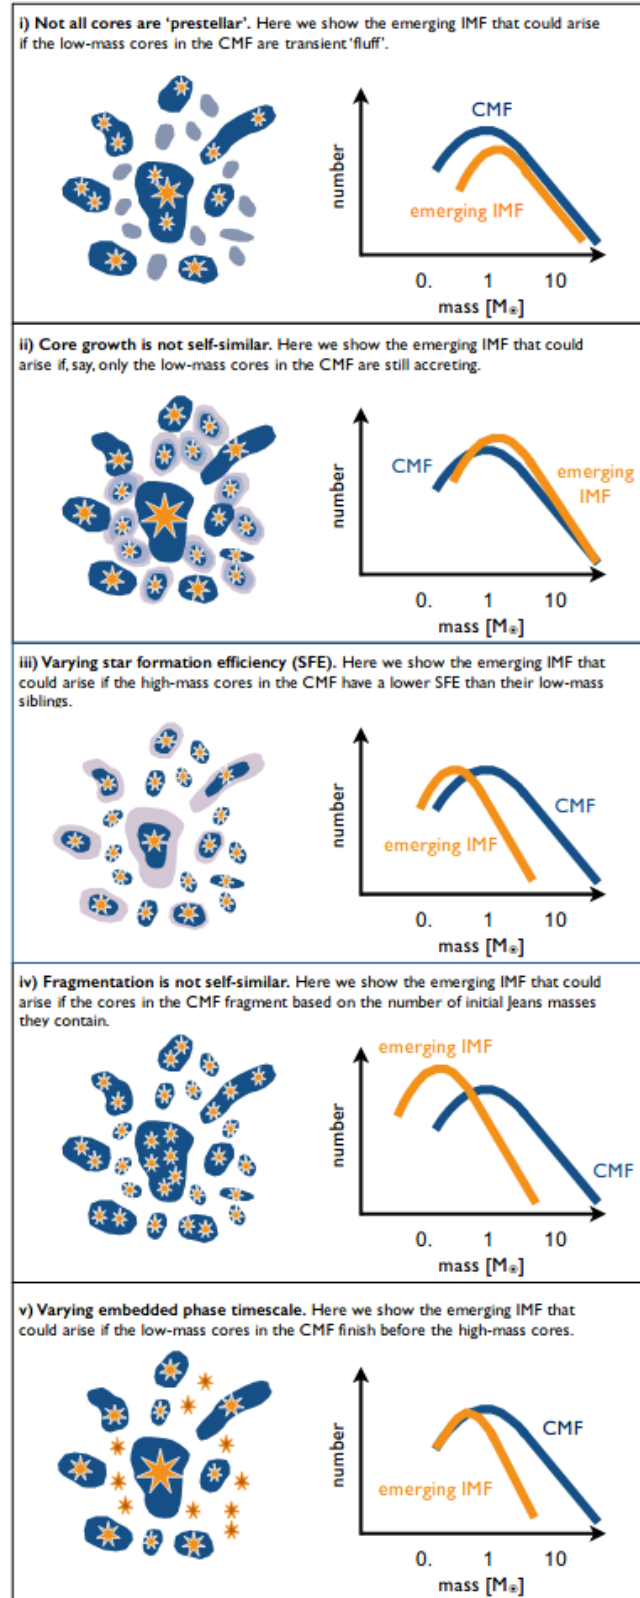 i) Not all cores are ‘prestellar’. Here we show the emerging IMF that could arise
if the low-mass cores in the CMF are transient ‘fluff’.
CMF
number
emerging IMF
0. 1 10
mass [M⊛]
ii) Core growth is not self-similar. Here we show the emerging IMF that could
arise if, say, only the low-mass cores in the CMF are still accreting.
CMF
emerging
IMF
number
0. 1 10
mass [M⊛]
iii) Varying star formation efficiency (SFE). Here we show the emerging IMF that
could arise if the high-mass cores in the CMF have a lower SFE than their low-mass
siblings.
CMF
number
emerging IMF
0. 1 10
mass [M⊛]
iv) Fragmentation is not self-similar. Here we show the emerging IMF that could
arise if the cores in the CMF fragment based on the number of initial Jeans masses
they contain.
emerging IMF
number
CMF
0. 1 10
mass [M⊛]
v) Varying embedded phase timescale. Here we show the emerging IMF that
could arise if the low-mass cores in the CMF finish before the high-mass cores.
CMF
number
emerging IMF
0. 1 10
mass [M⊛]